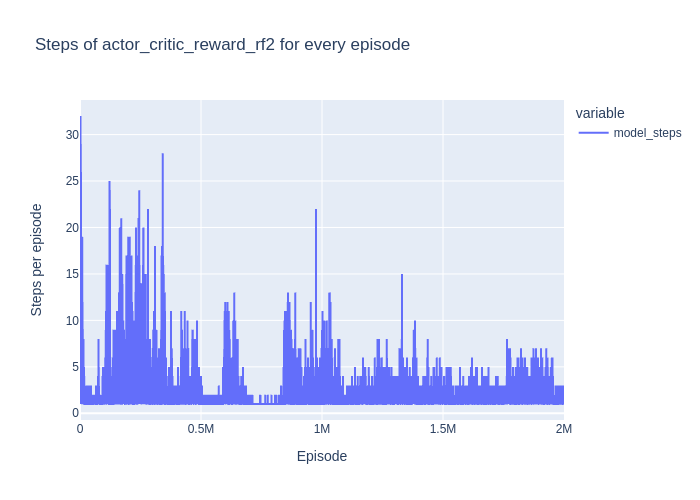 Steps of actor_critic_reward_rf2 for every episode
variable
model_steps
Steps per episode
30
25
20
15
10
5
0
0
0.5M
1M
1.5M
2M
Episode